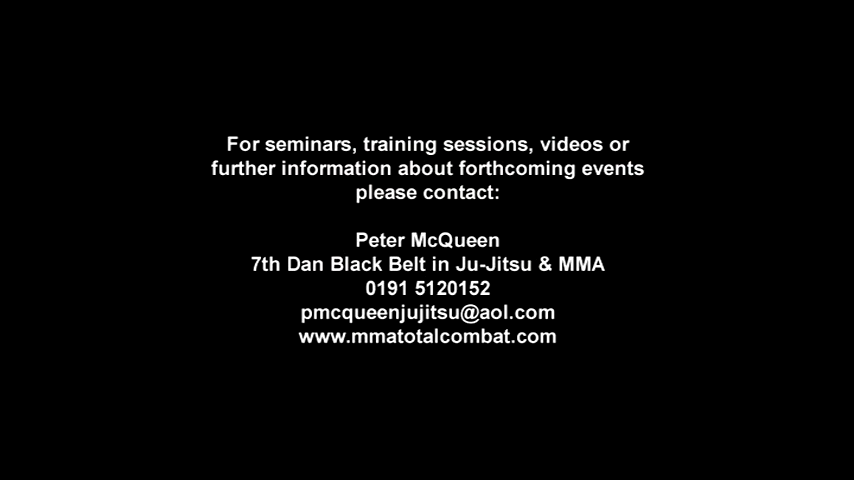 For seminars, training sessions, videos or
further information about forthcoming events
please contact:
Peter McQueen
7th Dan Black Belt in Ju-Jitsu & MMA
0191 5120152
pmcqueenjujitsu@aol.com
www.mmatotalcombat.com